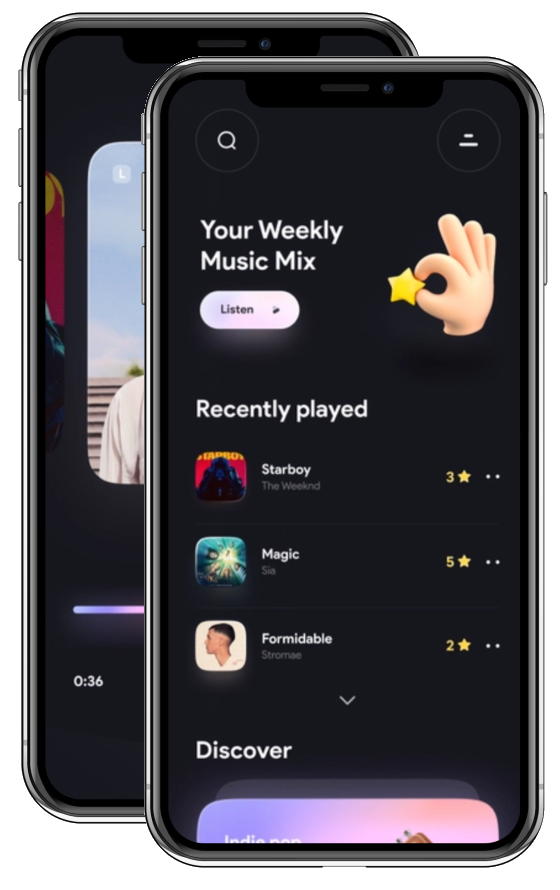 L
0:36
Your Weekly
Music Mix
Listen
Recently played
STARBOY
Starboy
The Weeknd
3
Magic
Sia
5
Formidable
Stromae
2
Discover
Indie pop